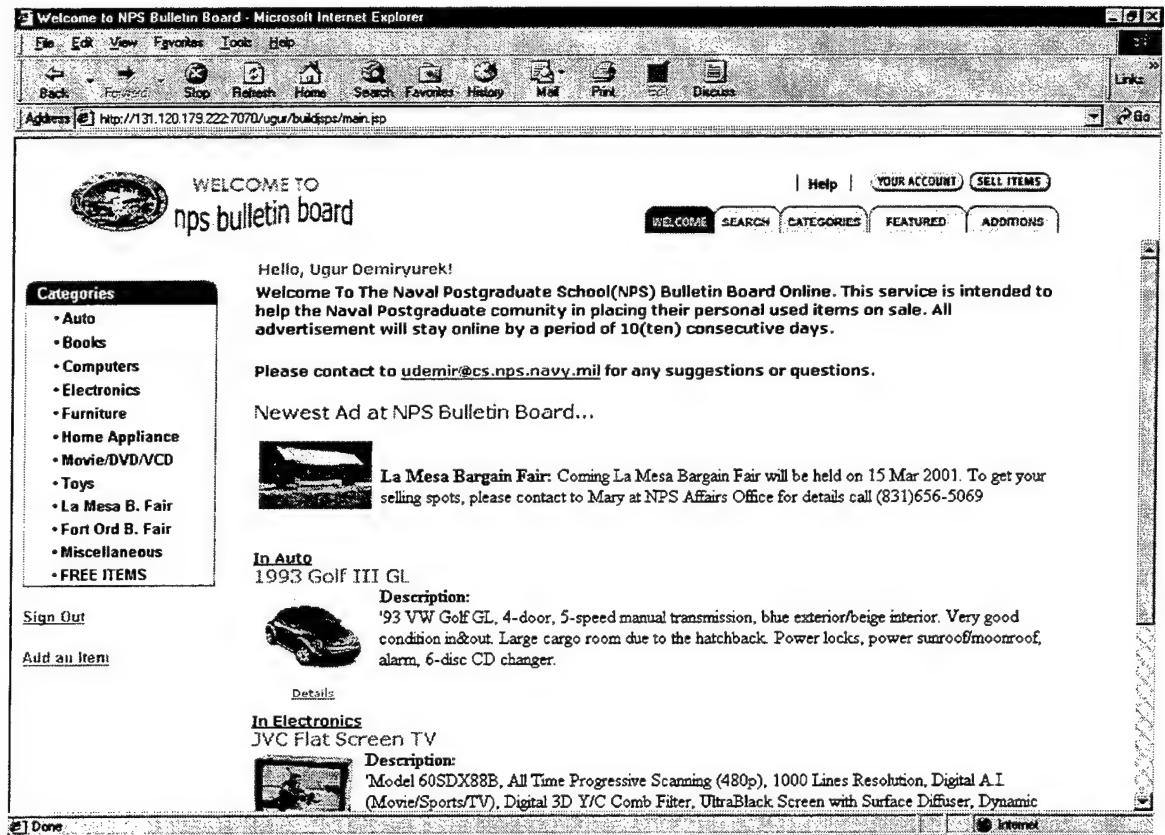 Welcome to NPS Bulletin Board - Microsoft Internet Explorer
File Edit View Favorites Tools Help
Back Forward Stop Refresh Home Search Favorites History Mail Print Edit Discuss Links »
Address http://131.120.179.222:7070/ugur/buildjsps/main.jsp Go
WELCOME TO
nps bulletin board
| Help | YOUR ACCOUNT SELL ITEMS
WELCOME SEARCH CATEGORIES FEATURED ADDITIONS
Categories
• Auto
• Books
• Computers
• Electronics
• Furniture
• Home Appliance
• Movie/DVD/VCD
• Toys
• La Mesa B. Fair
• Fort Ord B. Fair
• Miscellaneous
• FREE ITEMS
Sign Out
Add an Item
Hello, Ugur Demiryurek!
Welcome To The Naval Postgraduate School(NPS) Bulletin Board Online. This service is intended to
help the Naval Postgraduate comunity in placing their personal used items on sale. All
advertisement will stay online by a period of 10(ten) consecutive days.
Please contact to udemir@cs.nps.navy.mil for any suggestions or questions.
Newest Ad at NPS Bulletin Board...
La Mesa Bargain Fair: Coming La Mesa Bargain Fair will be held on 15 Mar 2001. To get your
selling spots, please contact to Mary at NPS Affairs Office for details call (831)656-5069
In Auto
1993 Golf III GL
Description:
'93 VW Golf GL, 4-door, 5-speed manual transmission, blue exterior/beige interior. Very good
condition in&out. Large cargo room due to the hatchback. Power locks, power sunroof/moonroof,
alarm, 6-disc CD changer.
Details
In Electronics
JVC Flat Screen TV
Description:
'Model 60SDX88B, All Time Progressive Scanning (480p), 1000 Lines Resolution, Digital A.I.
(Movie/Sports/TV), Digital 3D Y/C Comb Filter, UltraBlack Screen with Surface Diffuser, Dynamic
Done Internet